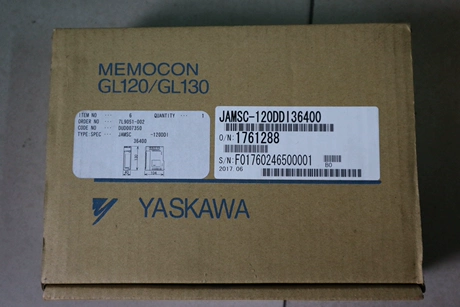 MEMOCON
GL120/GL130
ITEM NO : 6 QUANTITY : 1
ORDER NO : 7L9051-002
CODE NO : DUD007350
TYPE SPEC : JAMSC -120DDI
36400
JAMSC-120DDI36400
O/N: 1761288
S/N: F01760246500001
2017.06 BO
YASKAWA